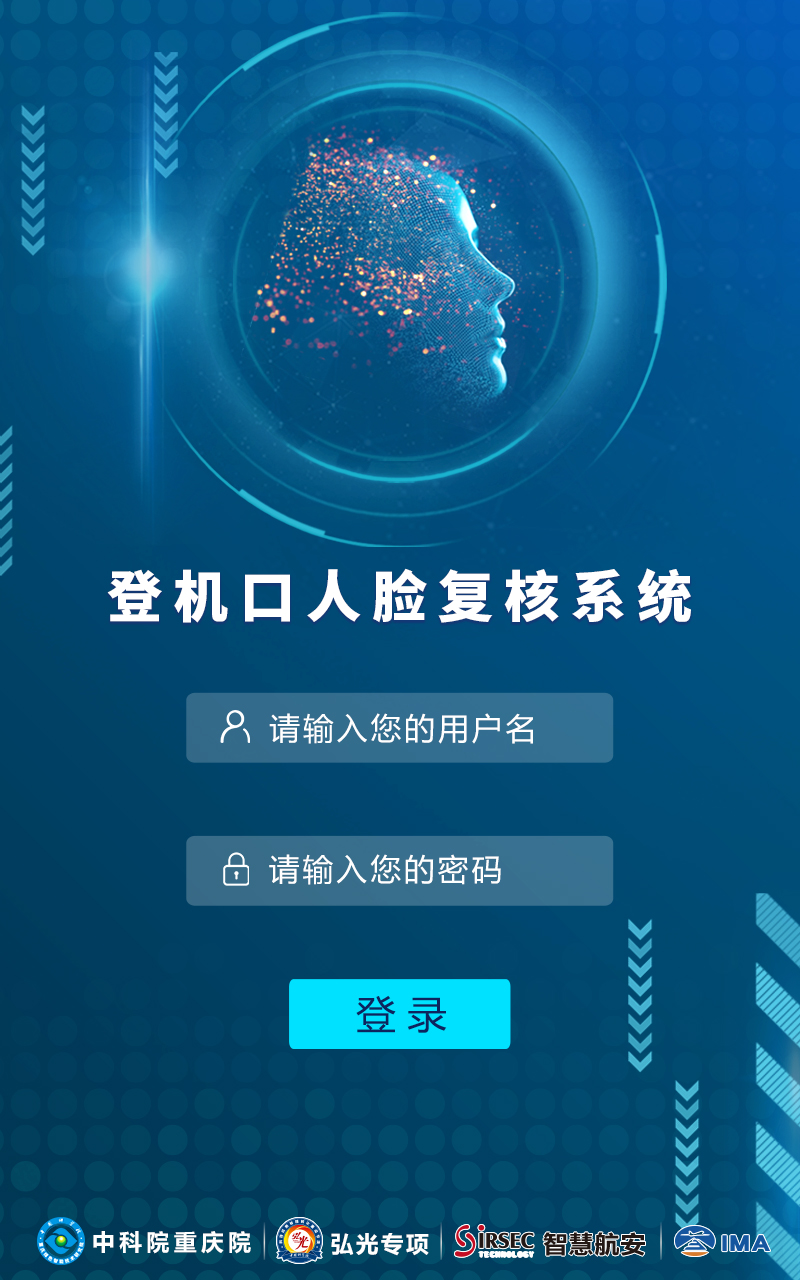 登机口人脸复核系统
请输入您的用户名
请输入您的密码
登录
中科院重庆院
弘光专项
SIRSEC TECHNOLOGY 智慧航安
IMA